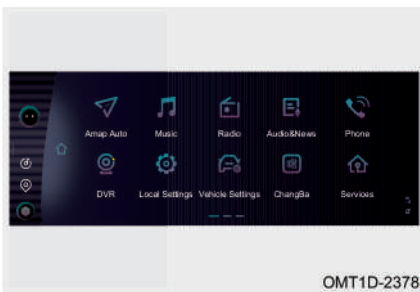 Amap Auto Music Radio Audio&News Phone
DVR Local Settings Vehicle Settings ChangBa Services
OMT1D-2378